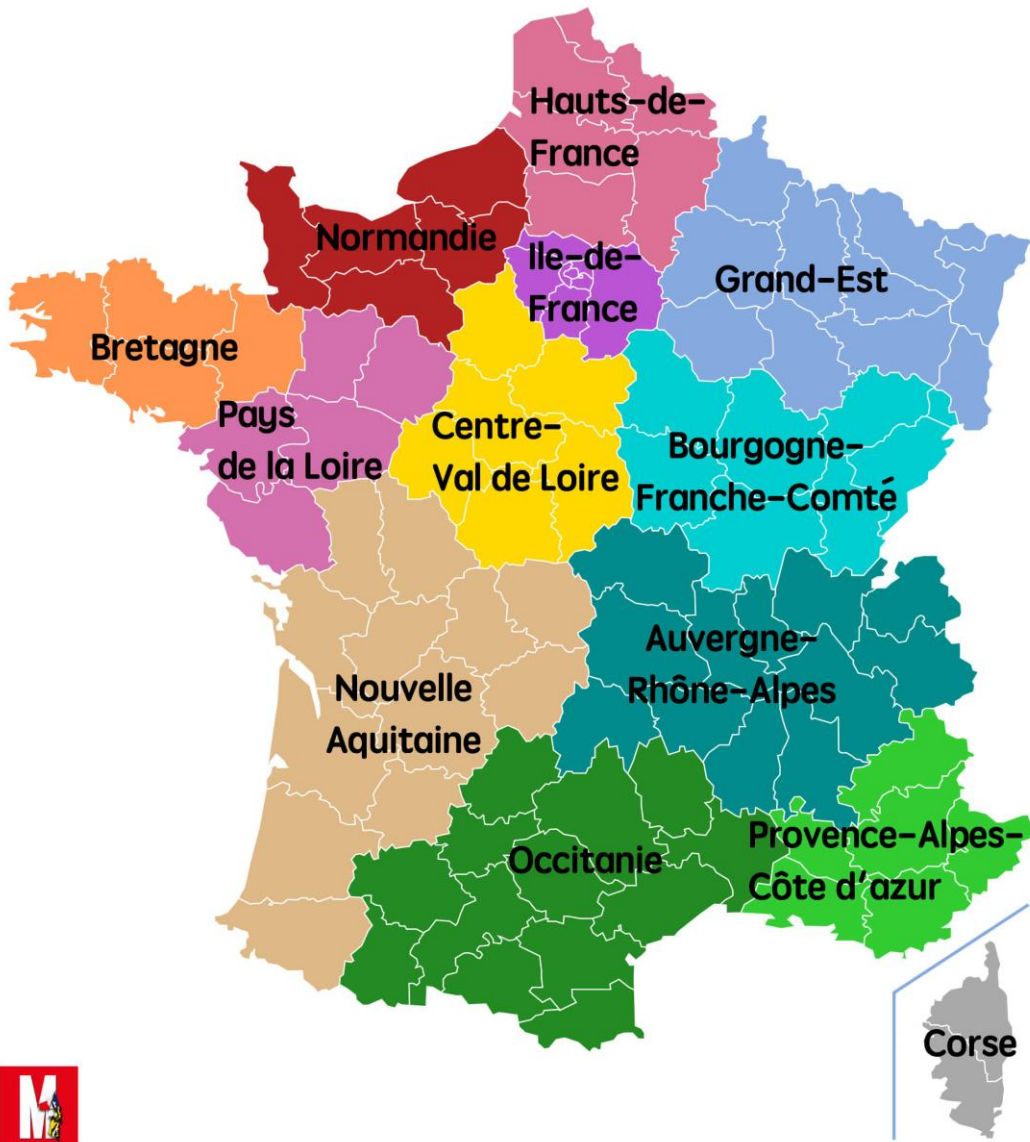 Hauts-de-
France
Normandie
Ile-de-
France
Grand-Est
Bretagne
Pays
de la Loire
Centre-
Val de Loire
Bourgogne-
Franche-Comté
Auvergne-
Rhône-Alpes
Nouvelle
Aquitaine
Occitanie
Provence-Alpes-
Côte d'azur
Corse
M